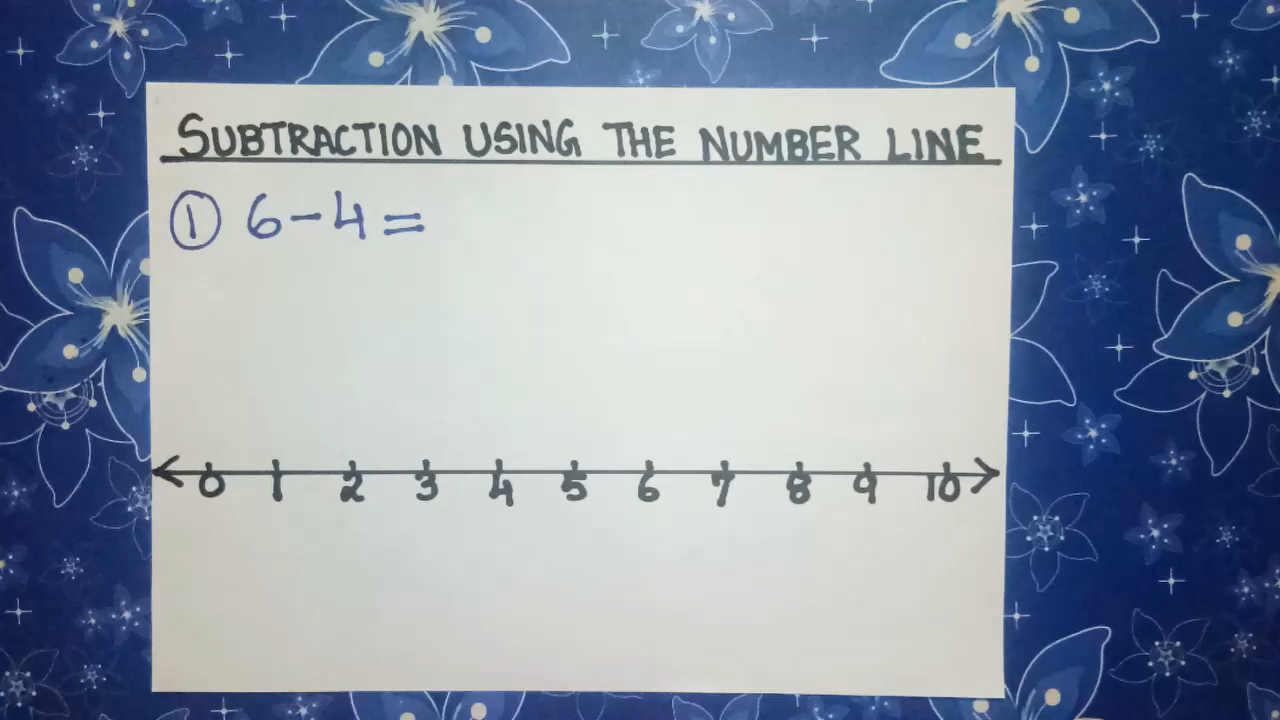 SUBTRACTION USING THE NUMBER LINE
① 6-4=
0 1 2 3 4 5 6 7 8 9 10